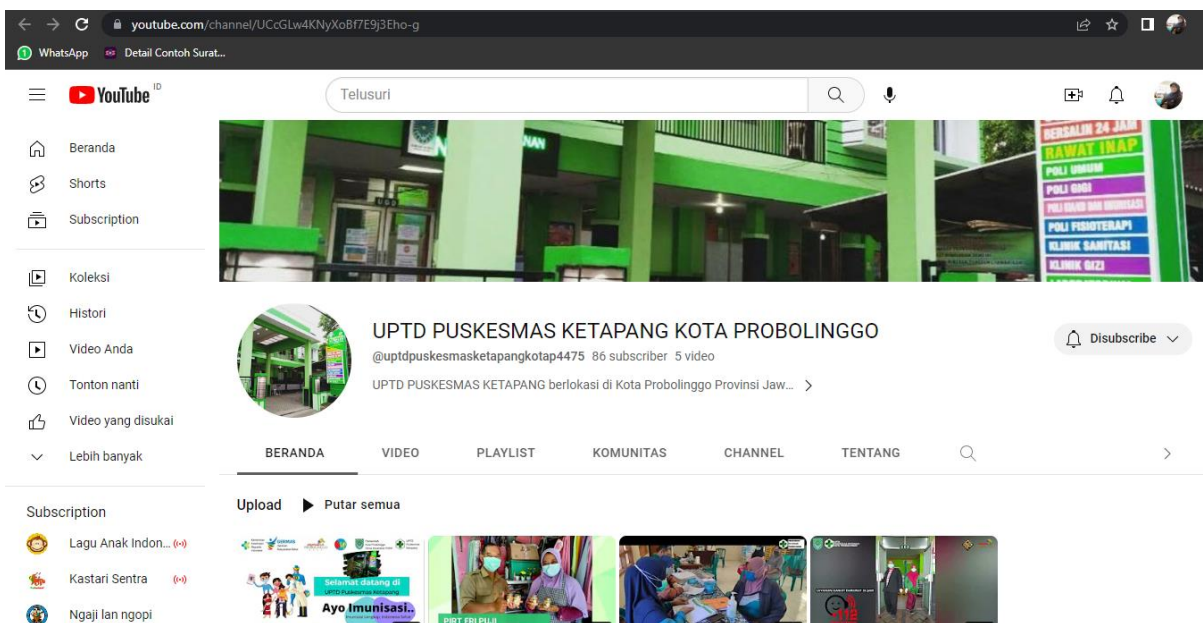 youtube.com/channel/UCcGLw4KNyXoBf7E9j3Eho-g
WhatsApp
Detail Contoh Surat...
YouTube ID
Telusuri
BERSALIN 24 JAM
RAWAT INAP
POLI UMUM
POLI GIGI
POLI FISIOTERAPI
KLINIK SANITASI
KLINIK GIZI
Beranda
Shorts
Subscription
Koleksi
Histori
Video Anda
Tonton nanti
Video yang disukai
Lebih banyak
Subscription
Lagu Anak Indon...
Kastari Sentra
Ngaji lan ngopi
UPTD PUSKESMAS KETAPANG KOTA PROBOLINGGO
@uptdpuskesmasketapangkotap4475 86 subscriber 5 video
UPTD PUSKESMAS KETAPANG berlokasi di Kota Probolinggo Provinsi Jaw...
Disubscribe
BERANDA VIDEO PLAYLIST KOMUNITAS CHANNEL TENTANG
Upload Putar semua
Selamat datang di
UPTD Puskesmas Ketapang
Ayo Imunisasi..
112